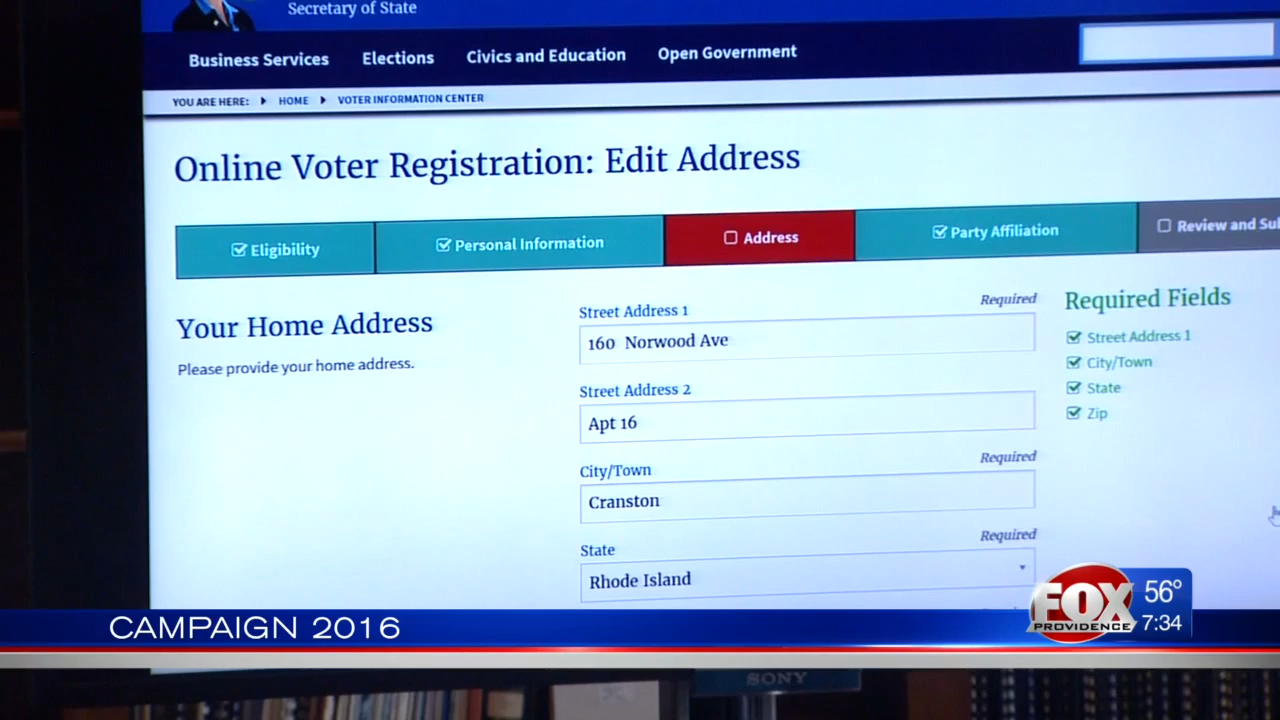 Secretary of State
Business Services Elections Civics and Education Open Government
YOU ARE HERE: HOME VOTER INFORMATION CENTER
Online Voter Registration: Edit Address
Eligibility Personal Information Address Party Affiliation Review and
Your Home Address
Please provide your home address.
Street Address 1 Required
160 Norwood Ave
Street Address 2
Apt 16
City/Town Required
Cranston
State Required
Rhode Island
Required Fields
Street Address 1
City/Town
State
Zip
CAMPAIGN 2016
FOX
PROVIDENCE
56°
7:34
SONY